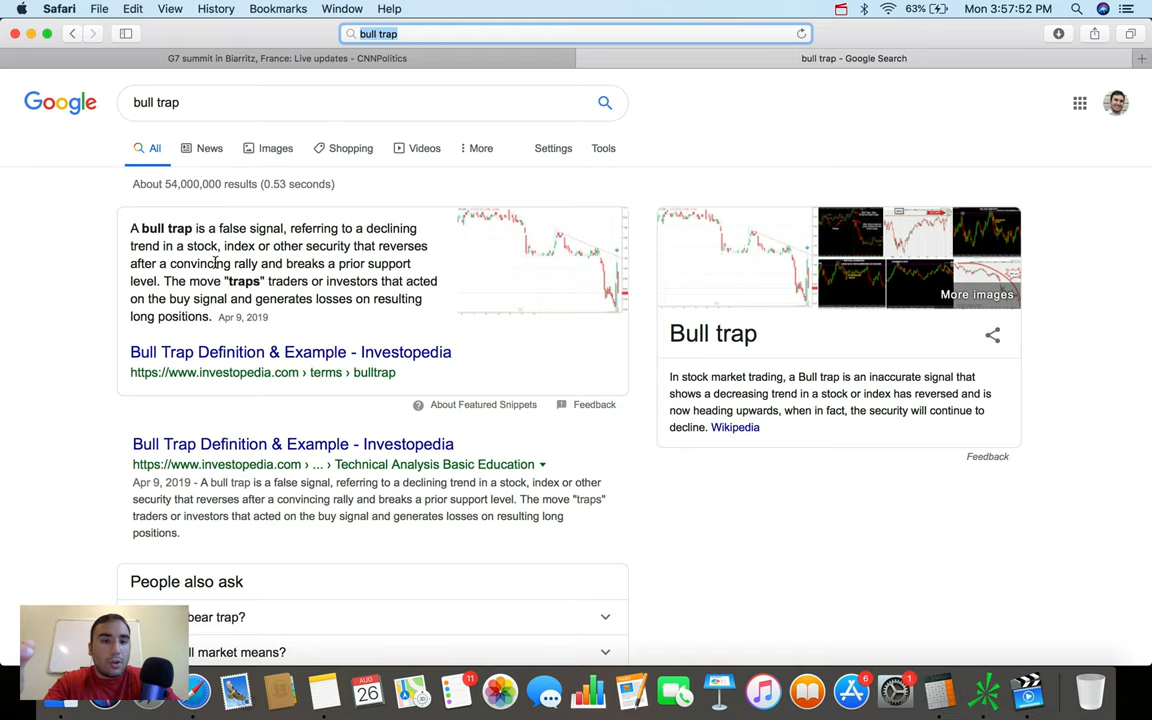 Safari File Edit View History Bookmarks Window Help 63% Mon 3:57:52 PM
bull trap
G7 summit in Biarritz, France: Live updates - CNNPolitics
bull trap - Google Search
Google
bull trap
All News Images Shopping Videos More Settings Tools
About 54,000,000 results (0.53 seconds)
A bull trap is a false signal, referring to a declining
trend in a stock, index or other security that reverses
after a convincing rally and breaks a prior support
level. The move "traps" traders or investors that acted
on the buy signal and generates losses on resulting
long positions. Apr 9, 2019
Bull Trap Definition & Example - Investopedia
https://www.investopedia.com › terms › bulltrap
About Featured Snippets Feedback
Bull Trap Definition & Example - Investopedia
https://www.investopedia.com › ... › Technical Analysis Basic Education
Apr 9, 2019 - A bull trap is a false signal, referring to a declining trend in a stock, index or other
security that reverses after a convincing rally and breaks a prior support level. The move "traps"
traders or investors that acted on the buy signal and generates losses on resulting long
positions.
People also ask
bear trap?
market means?
More images
Bull trap
In stock market trading, a Bull trap is an inaccurate signal that
shows a decreasing trend in a stock or index has reversed and is
now heading upwards, when in fact, the security will continue to
decline. Wikipedia
Feedback
AUG
26
11
6
1